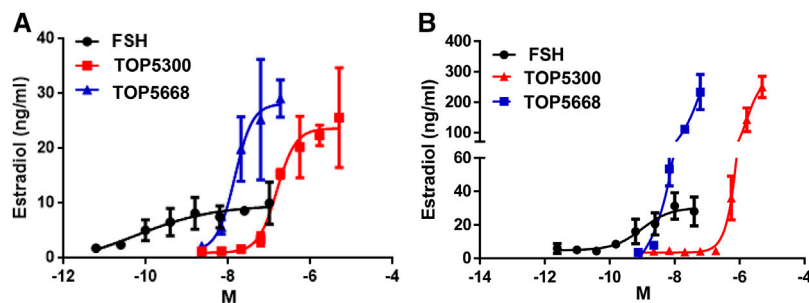 A
Estradiol (ng/ml)
40
30
20
10
0
FSH
TOP5300
TOP5668
-12 -10 -8 -6 -4
M
B
Estradiol (ng/ml)
400
300
200
100
60
40
20
0
FSH
TOP5300
TOP5668
-14 -12 -10 -8 -6 -4
M